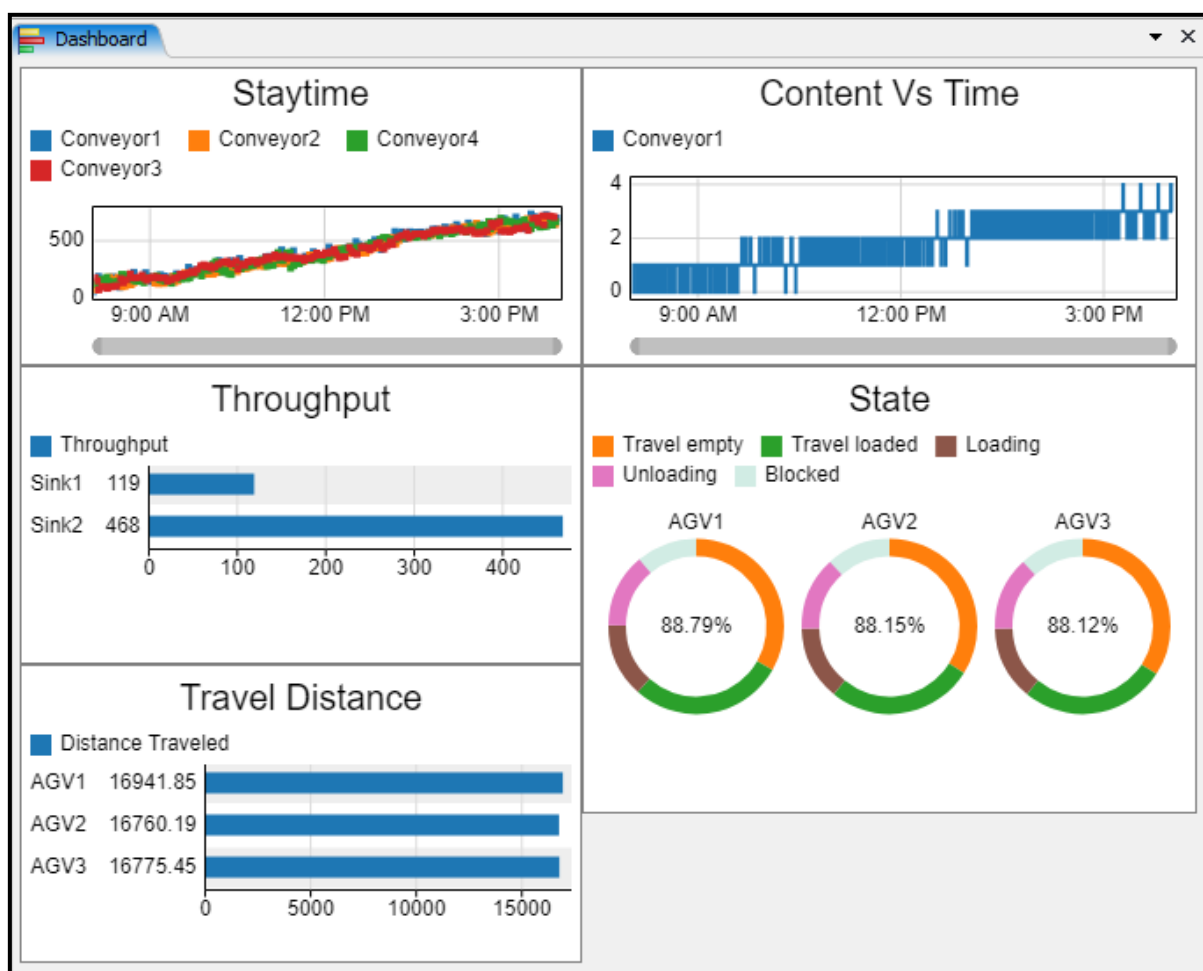 Dashboard
Staytime
Conveyor1 Conveyor2 Conveyor4
Conveyor3
500
0
9:00 AM 12:00 PM 3:00 PM
Content Vs Time
Conveyor1
4
2
0
9:00 AM 12:00 PM 3:00 PM
Throughput
Throughput
Sink1 119
Sink2 468
0 100 200 300 400
State
Travel empty Travel loaded Loading
Unloading Blocked
AGV1 AGV2 AGV3
88.79% 88.15% 88.12%
Travel Distance
Distance Traveled
AGV1 16941.85
AGV2 16760.19
AGV3 16775.45
0 5000 10000 15000